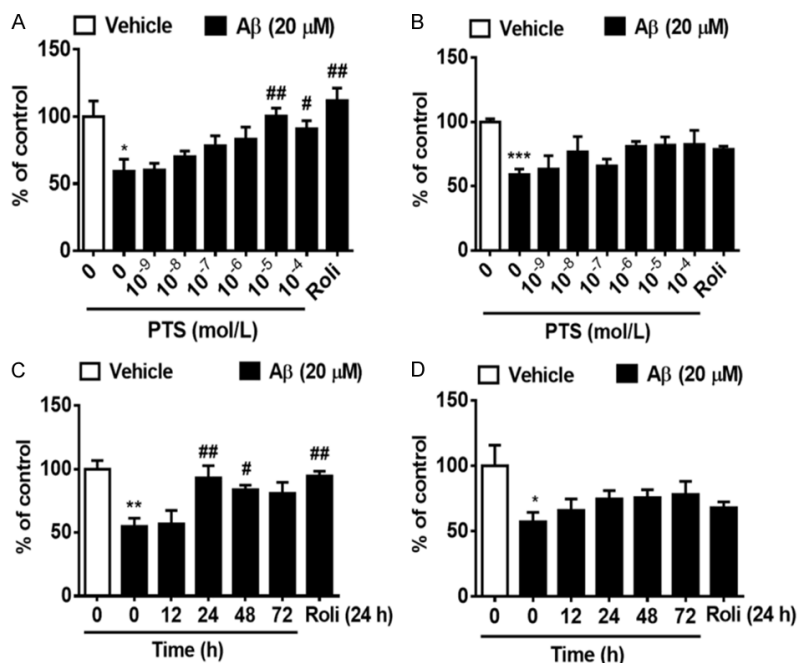 A
Vehicle
Aβ (20 μM)
% of control
150
100
50
0
*
##
#
##
0
0
10⁻⁹
10⁻⁸
10⁻⁷
10⁻⁶
10⁻⁵
10⁻⁴
Roli
PTS (mol/L)
B
Vehicle
Aβ (20 μM)
% of control
150
100
50
0
***
0
0
10⁻⁹
10⁻⁸
10⁻⁷
10⁻⁶
10⁻⁵
10⁻⁴
Roli
PTS (mol/L)
C
Vehicle
Aβ (20 μM)
% of control
150
100
50
0
**
##
#
##
0 0 12 24 48 72 Roli (24 h)
Time (h)
D
Vehicle
Aβ (20 μM)
% of control
150
100
50
0
*
0 0 12 24 48 72 Roli (24 h)
Time (h)